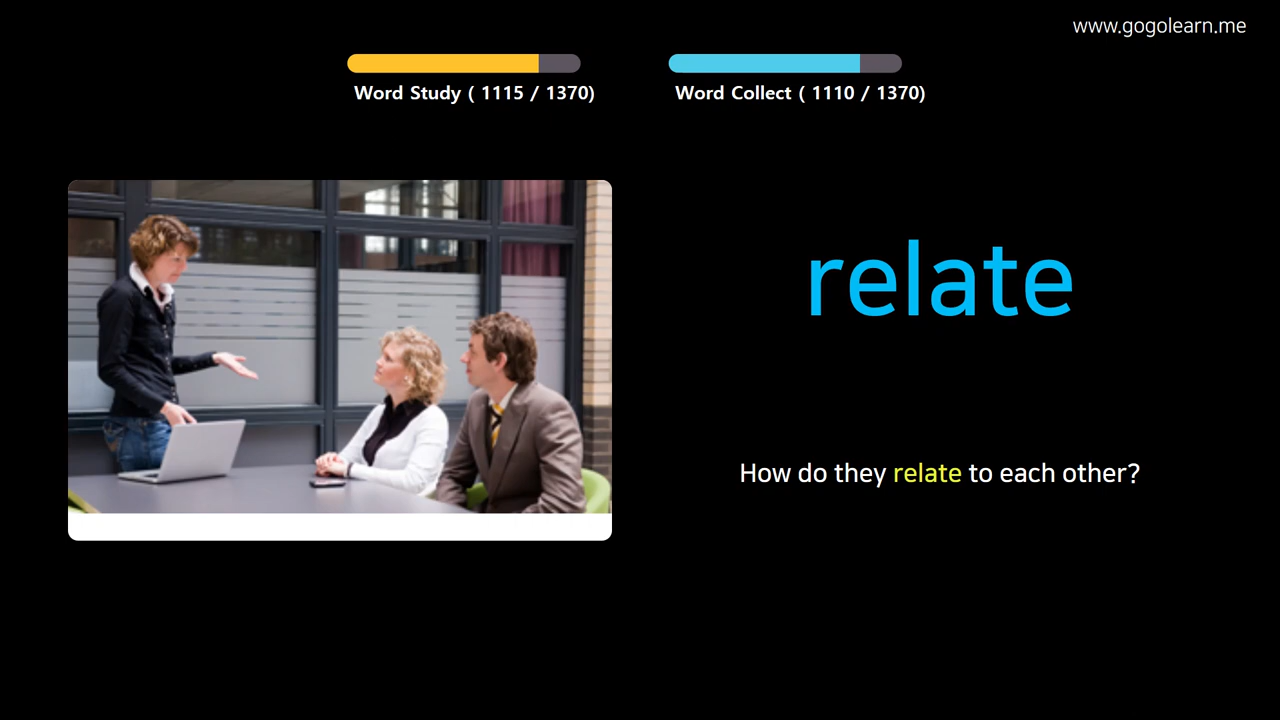 www.gogolearn.me
Word Study ( 1115 / 1370)
Word Collect ( 1110 / 1370)
relate
How do they relate to each other?